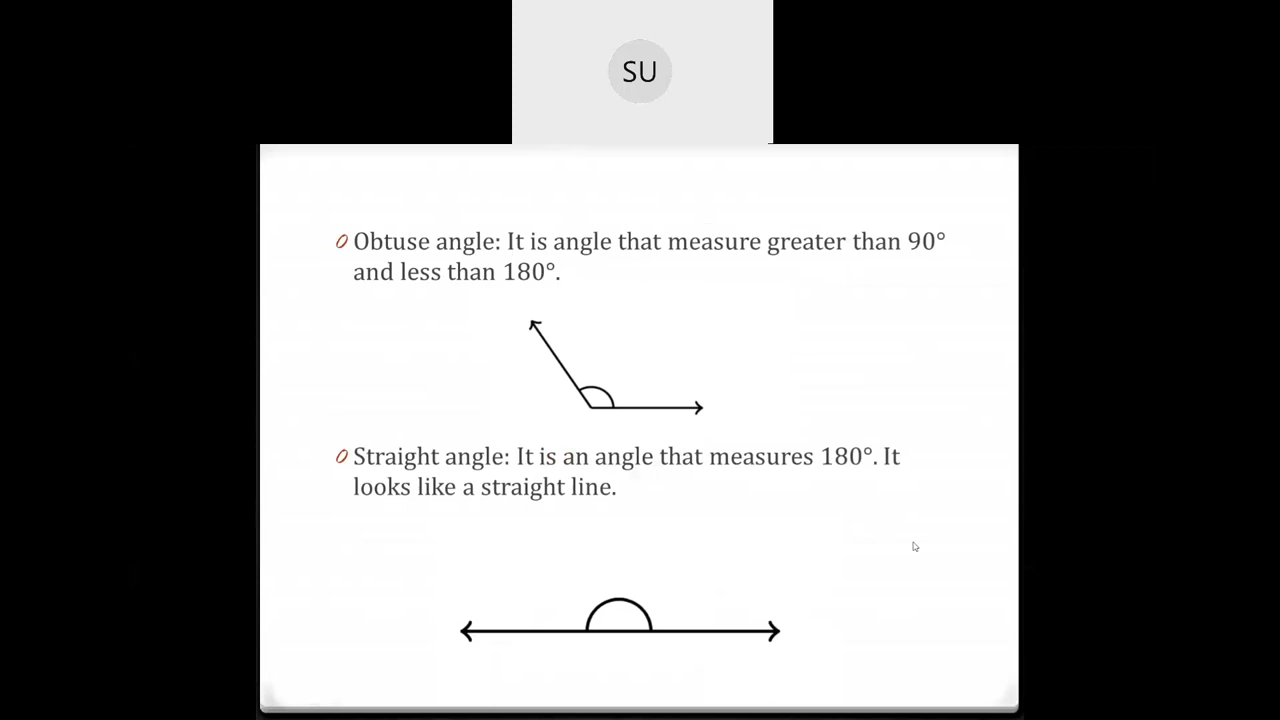 SU
Obtuse angle: It is angle that measure greater than 90°
and less than 180°.
Straight angle: It is an angle that measures 180°. It
looks like a straight line.